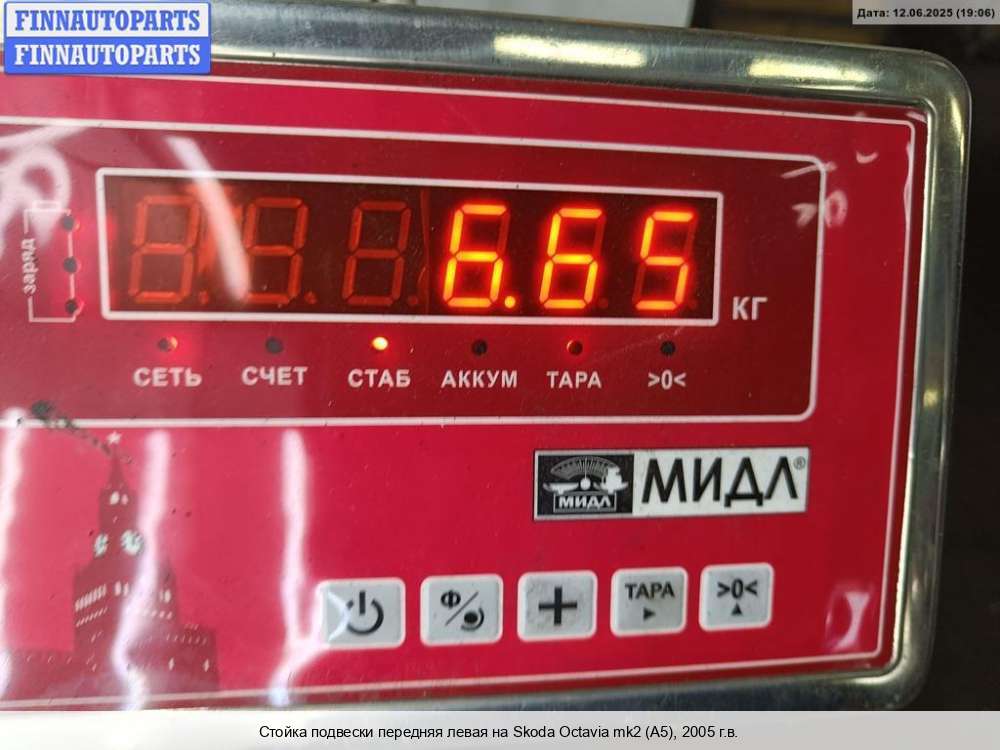 FINNAUTOPARTS
FINNAUTOPARTS
Дата: 12.06.2025 (19:06)
заряд
6.65
КГ
СЕТЬ СЧЕТ СТАБ АККУМ ТАРА >0<
МИДЛ МИДЛ®
Ф ТАРА >0<
Стойка подвески передняя левая на Skoda Octavia mk2 (A5), 2005 г.в.